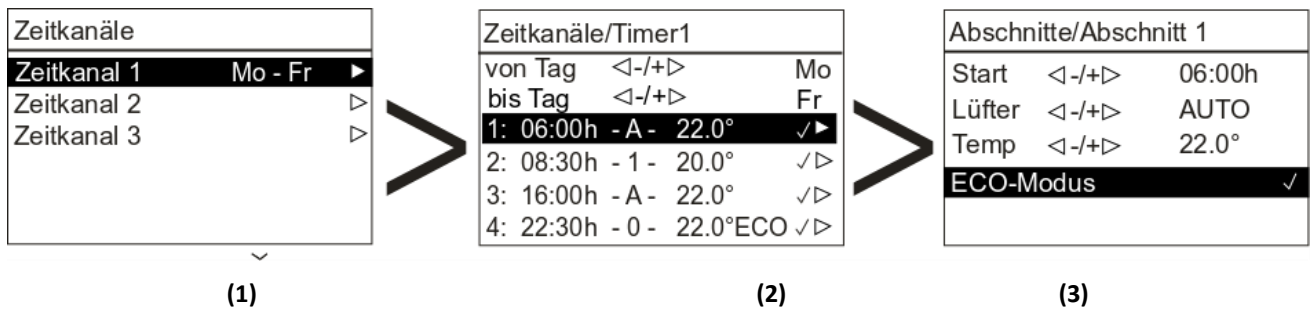 Zeitkanäle
Zeitkanal 1 Mo - Fr ▶
Zeitkanal 2 ▷
Zeitkanal 3 ▷
(1)
Zeitkanäle/Timer1
von Tag ◁-/+▷ Mo
bis Tag ◁-/+▷ Fr
1: 06:00h - A - 22.0° ✓▶
2: 08:30h - 1 - 20.0° ✓▷
3: 16:00h - A - 22.0° ✓▷
4: 22:30h - 0 - 22.0°ECO ✓▷
(2)
Abschnitte/Abschnitt 1
Start ◁-/+▷ 06:00h
Lüfter ◁-/+▷ AUTO
Temp ◁-/+▷ 22.0°
ECO-Modus ✓
(3)